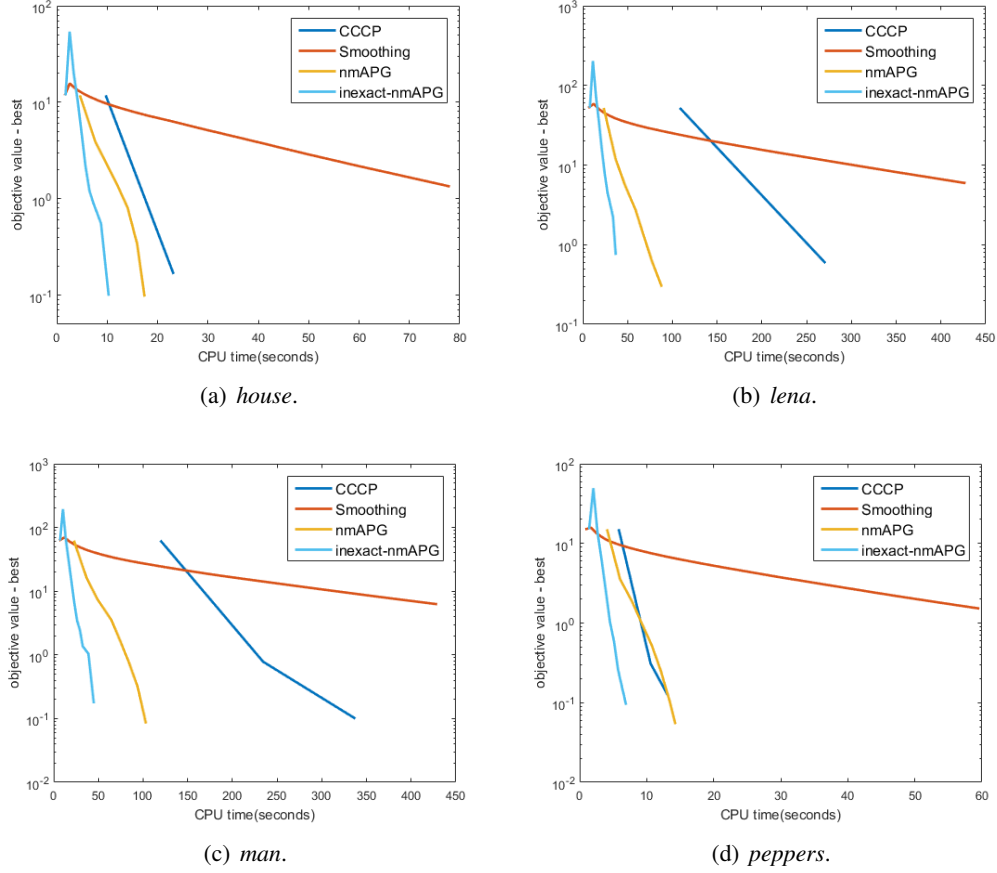 10^2
10^1
10^0
10^-1
objective value - best
0 10 20 30 40 50 60 70 80
CPU time(seconds)
CCCP
Smoothing
nmAPG
inexact-nmAPG
(a) house.
10^3
10^2
10^1
10^0
10^-1
objective value - best
0 50 100 150 200 250 300 350 400 450
CPU time(seconds)
CCCP
Smoothing
nmAPG
inexact-nmAPG
(b) lena.
10^3
10^2
10^1
10^0
10^-1
10^-2
objective value - best
0 50 100 150 200 250 300 350 400 450
CPU time(seconds)
CCCP
Smoothing
nmAPG
inexact-nmAPG
(c) man.
10^2
10^1
10^0
10^-1
10^-2
objective value - best
0 10 20 30 40 50 60
CPU time(seconds)
CCCP
Smoothing
nmAPG
inexact-nmAPG
(d) peppers.